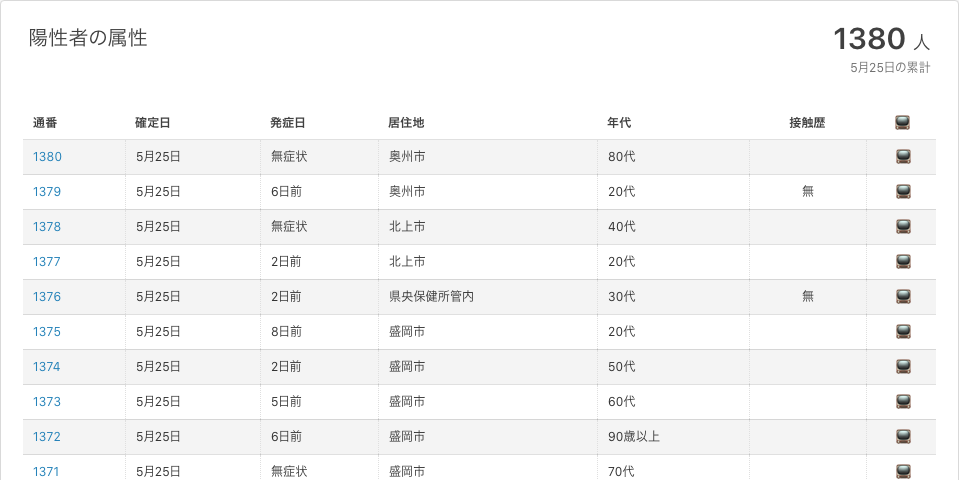 陽性者の属性
1380 人
5月25日の累計
通番 確定日 発症日 居住地 年代 接触歴
1380 5月25日 無症状 奥州市 80代
1379 5月25日 6日前 奥州市 20代 無
1378 5月25日 無症状 北上市 40代
1377 5月25日 2日前 北上市 20代
1376 5月25日 2日前 県央保健所管内 30代 無
1375 5月25日 8日前 盛岡市 20代
1374 5月25日 2日前 盛岡市 50代
1373 5月25日 5日前 盛岡市 60代
1372 5月25日 6日前 盛岡市 90歳以上
1371 5月25日 無症状 盛岡市 70代